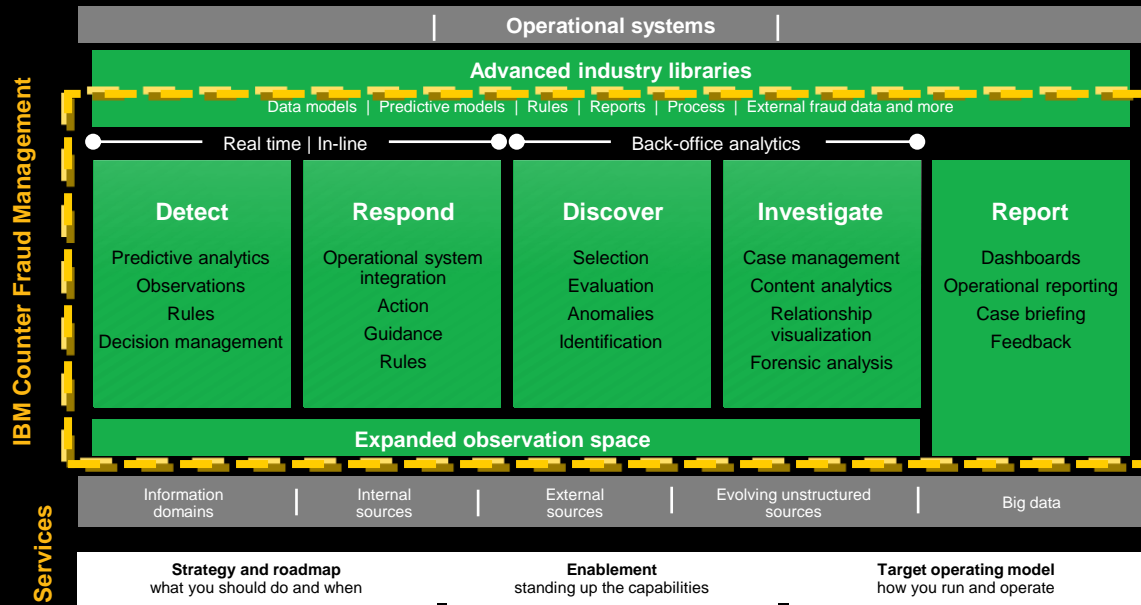 Operational systems
Advanced industry libraries
Data models | Predictive models | Rules | Reports | Process | External fraud data and more
IBM Counter Fraud Management
Real time | In-line
Back-office analytics
Detect
Predictive analytics
Observations
Rules
Decision management
Respond
Operational system
integration
Action
Guidance
Rules
Discover
Selection
Evaluation
Anomalies
Identification
Investigate
Case management
Content analytics
Relationship
visualization
Forensic analysis
Report
Dashboards
Operational reporting
Case briefing
Feedback
Expanded observation space
Information
domains
Internal
sources
External
sources
Evolving unstructured
sources
Big data
Services
Strategy and roadmap
what you should do and when
Enablement
standing up the capabilities
Target operating model
how you run and operate